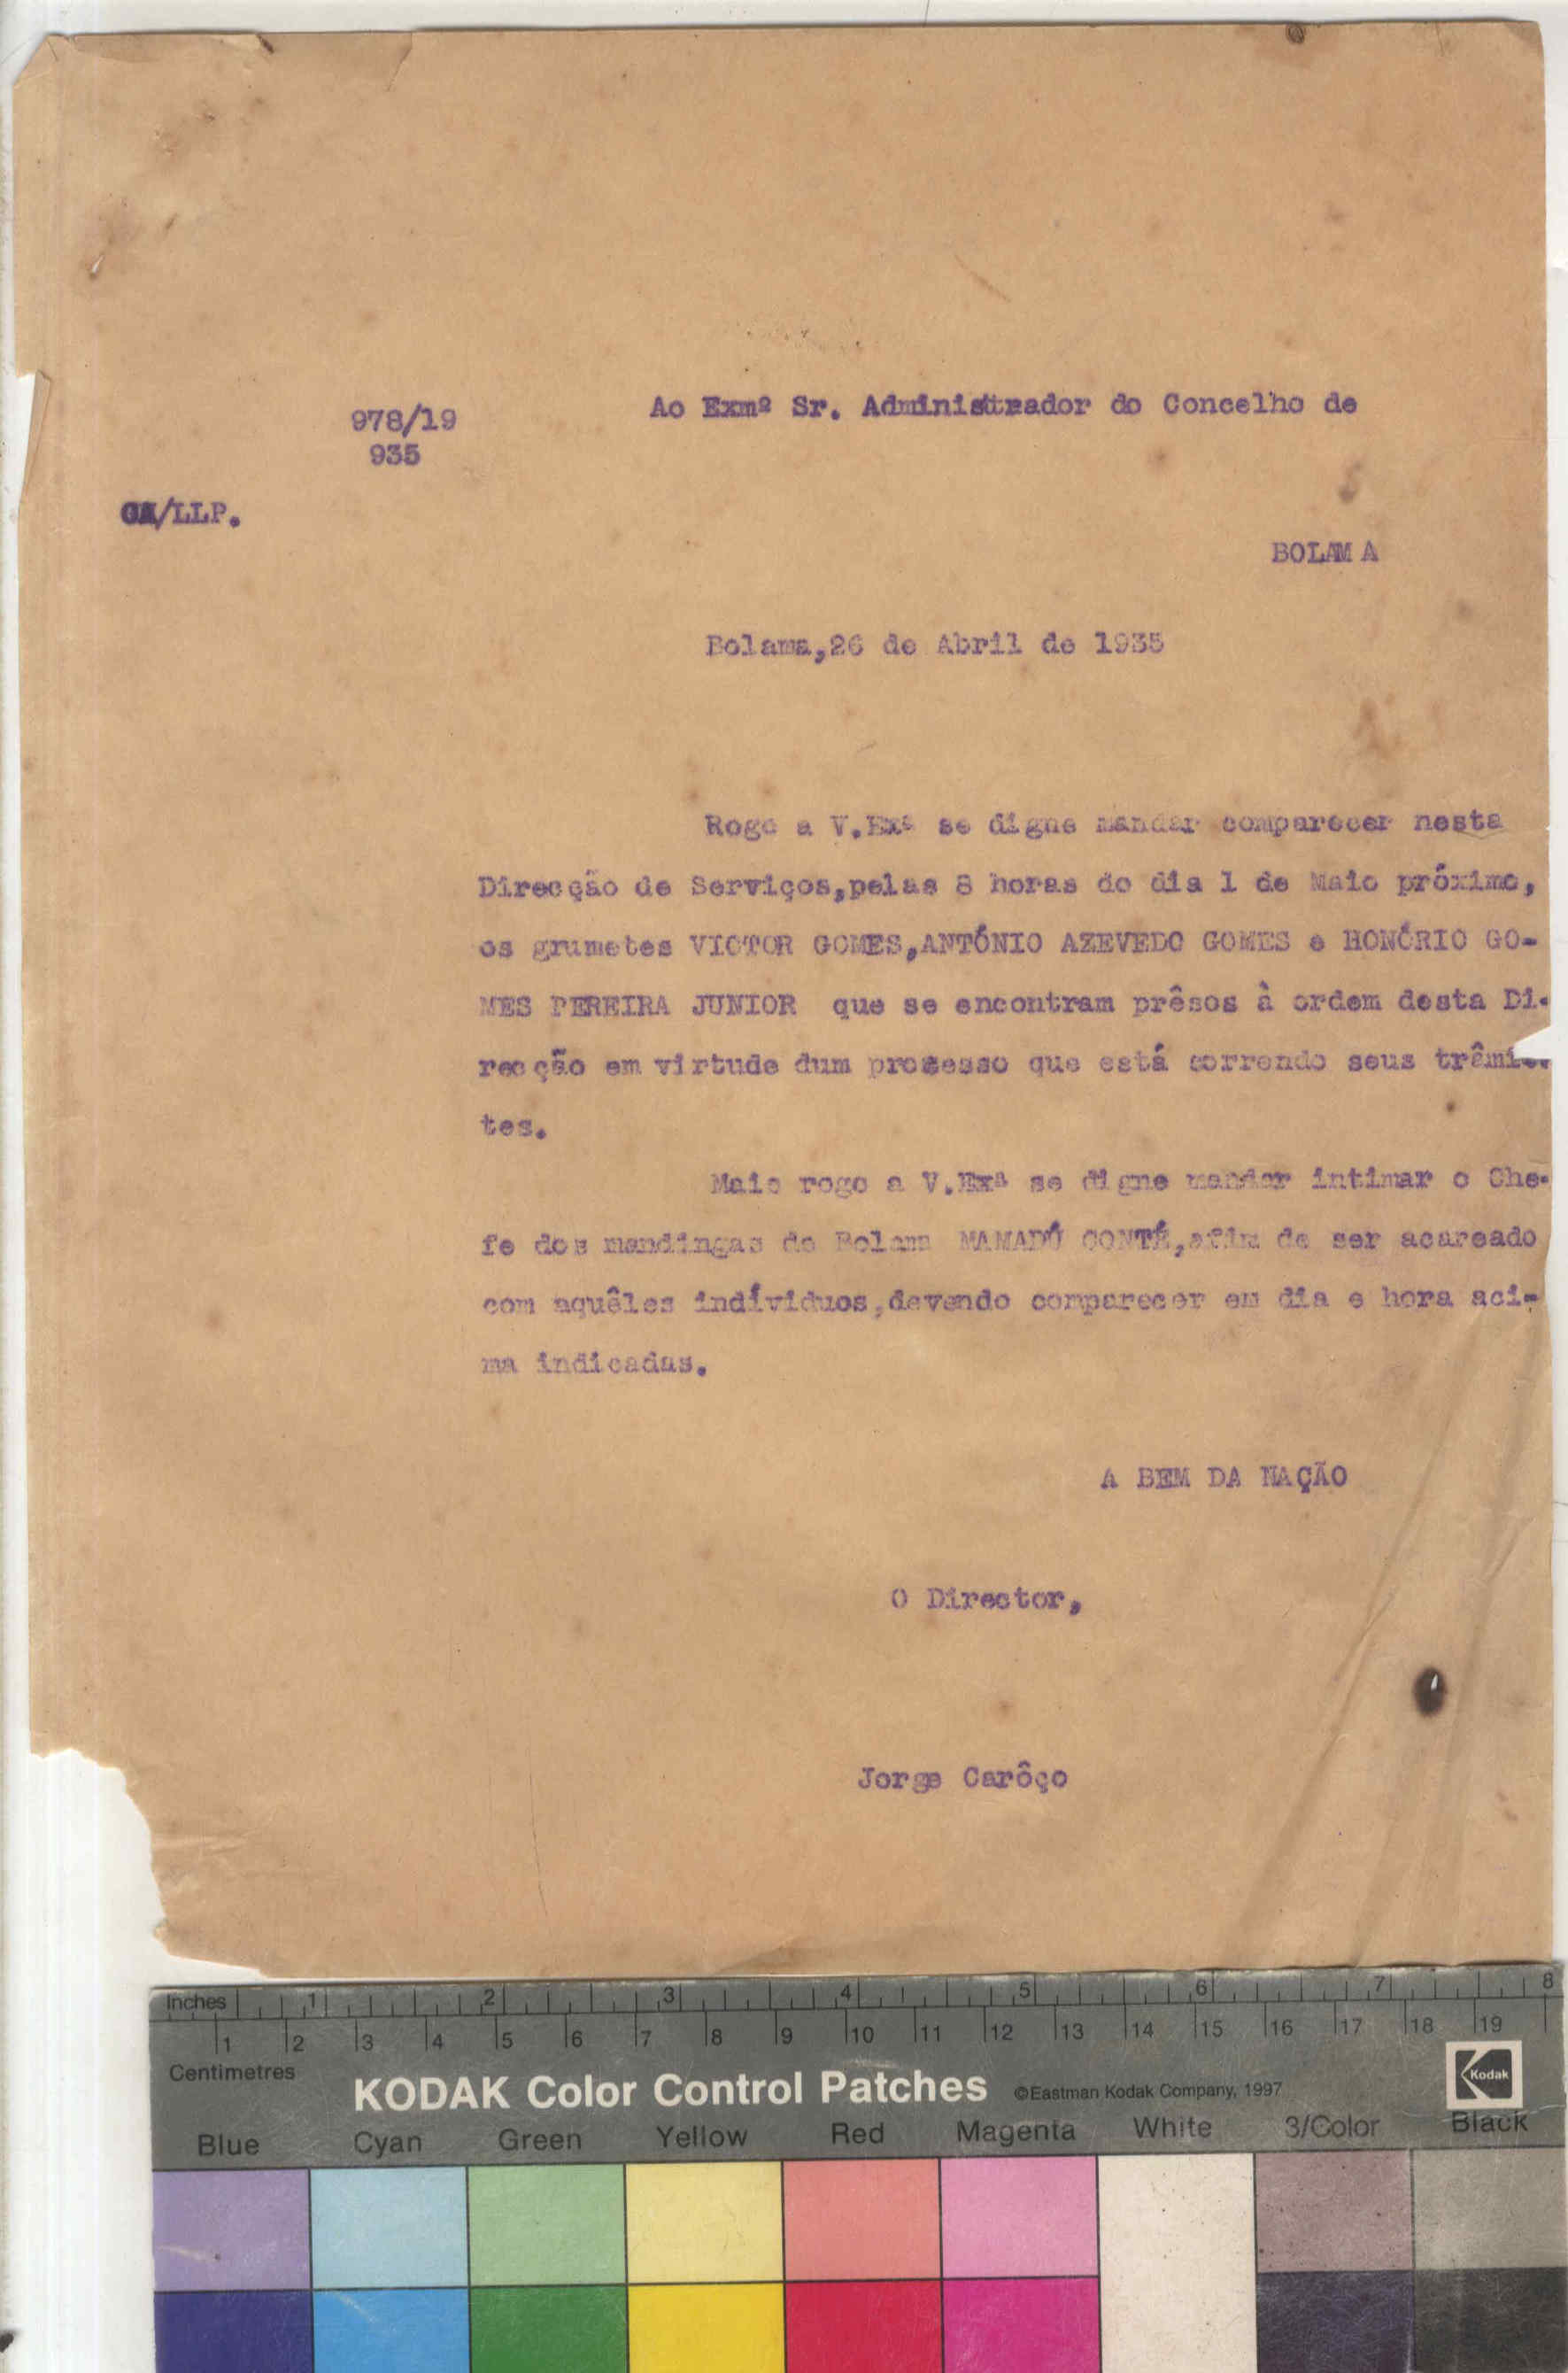 978/19
935
Ao Exmº Sr. Administrador do Concelho de
GA/LLP.
BOLAMA
Bolama,26 de Abril de 1935
Rogo a V.Exª se digne mandar comparecer nesta
Direcção de Serviços,pelas 8 horas do dia 1 de Maio próximo,
os grumetes VICTOR GOMES,ANTÓNIO AZEVEDO GOMES e HONÓRIO GO-
MES PEREIRA JUNIOR que se encontram prêsos à ordem desta Di-
recção em virtude dum processo que está correndo seus trâmi-
tes.
Maio rogo a V.Exª se digne mandar intimar o Che-
fe dos mandingas de Bolama MAMADÚ CONTÉ,afim de ser acareado
com aquêles indíviduos,devendo comparecer em dia e hora aci-
ma indicadas.
A BEM DA NAÇÃO
O Director,
Jorge Carôço
Inches 1 2 3 4 5 6 7 8
1 2 3 4 5 6 7 8 9 10 11 12 13 14 15 16 17 18 19
Centimetres
KODAK Color Control Patches ©Eastman Kodak Company, 1997 Kodak
Blue Cyan Green Yellow Red Magenta White 3/Color Black